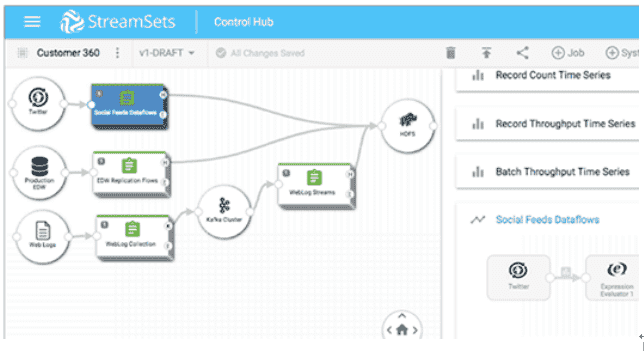 StreamSets
Control Hub
Customer 360
v1-DRAFT
All Changes Saved
Job
Syst
Twitter
Social Feeds Dataflows
Production
EDW
EDW Replication Flows
Web Logs
WebLog Collection
Kafka Cluster
WebLog Streams
HDFS
Record Count Time Series
Record Throughput Time Series
Batch Throughput Time Series
Social Feeds Dataflows
Twitter
Expression
Evaluator 1